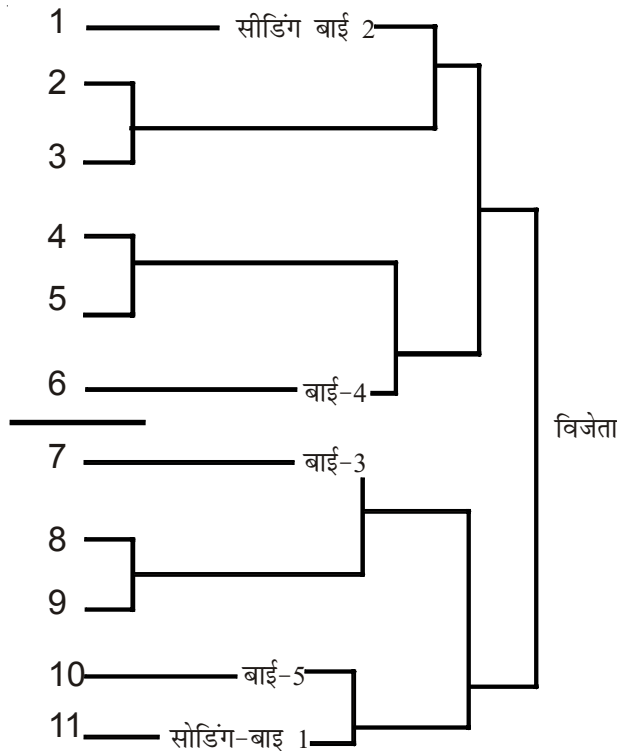 1 सीडिंग बाई 2
2
3
4
5
6 बाई-4
विजेता
7 बाई-3
8
9
10 बाई-5
11 सोडिंग-बाइ 1